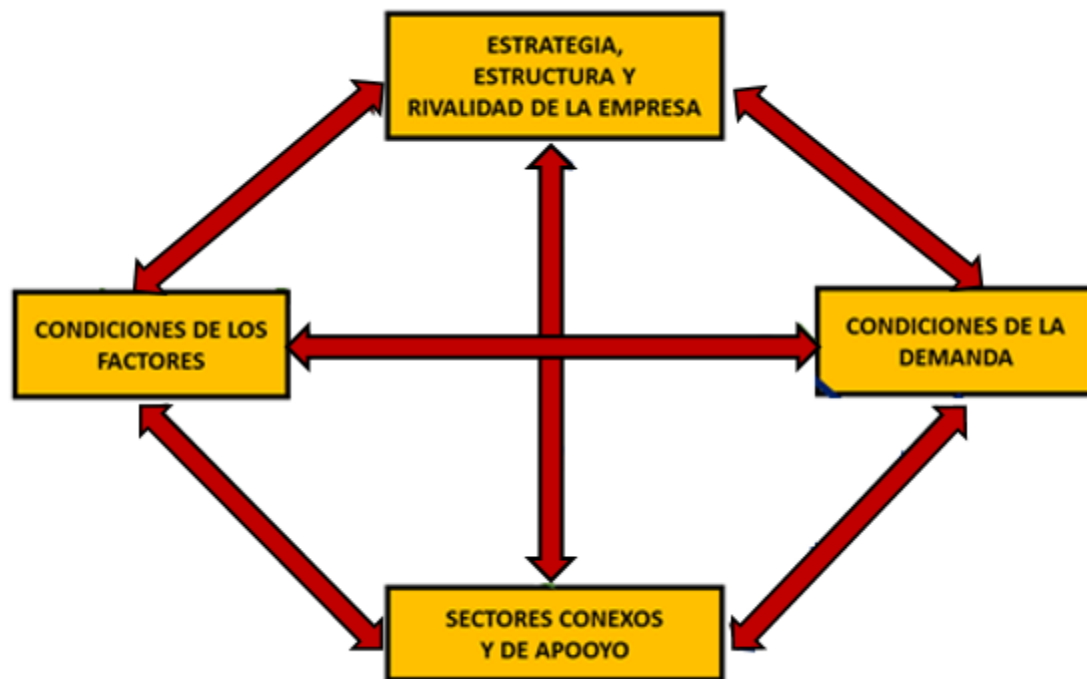 ESTRATEGIA,
ESTRUCTURA Y
RIVALIDAD DE LA EMPRESA
CONDICIONES DE LOS
FACTORES
CONDICIONES DE LA
DEMANDA
SECTORES CONEXOS
Y DE APOOYO